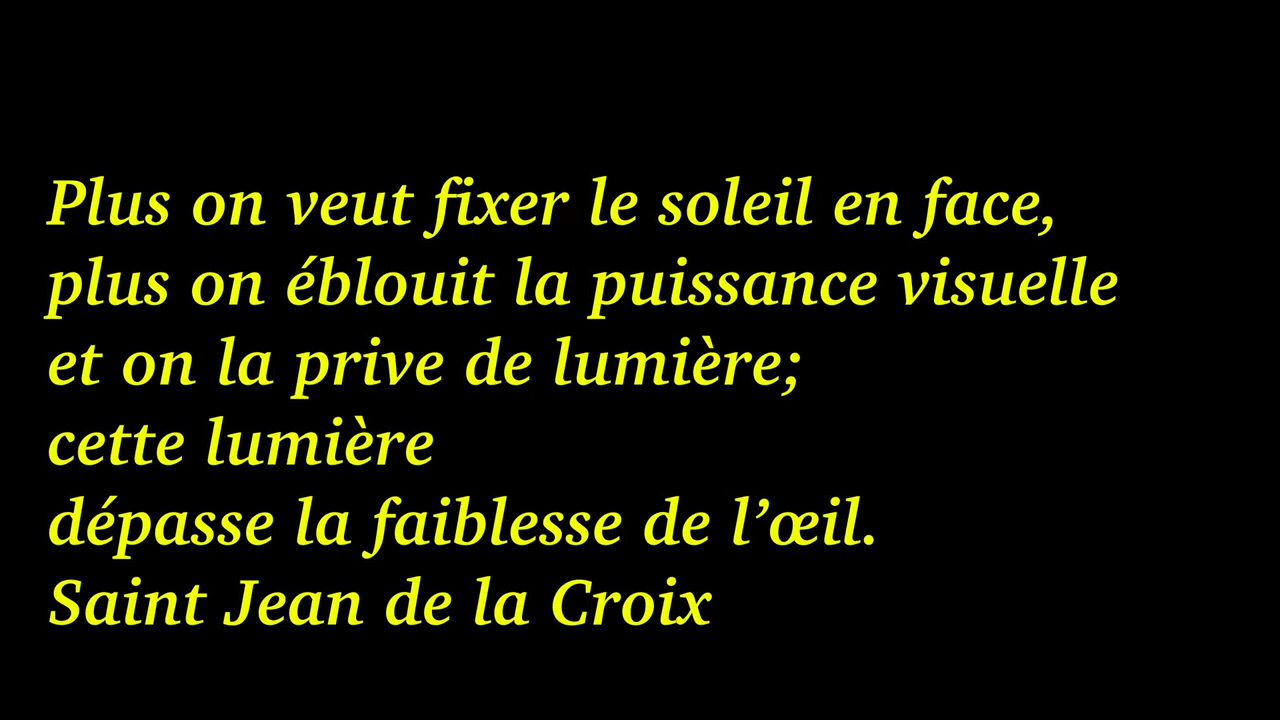 Plus on veut fixer le soleil en face,
plus on éblouit la puissance visuelle
et on la prive de lumière;
cette lumière
dépasse la faiblesse de l’œil.
Saint Jean de la Croix